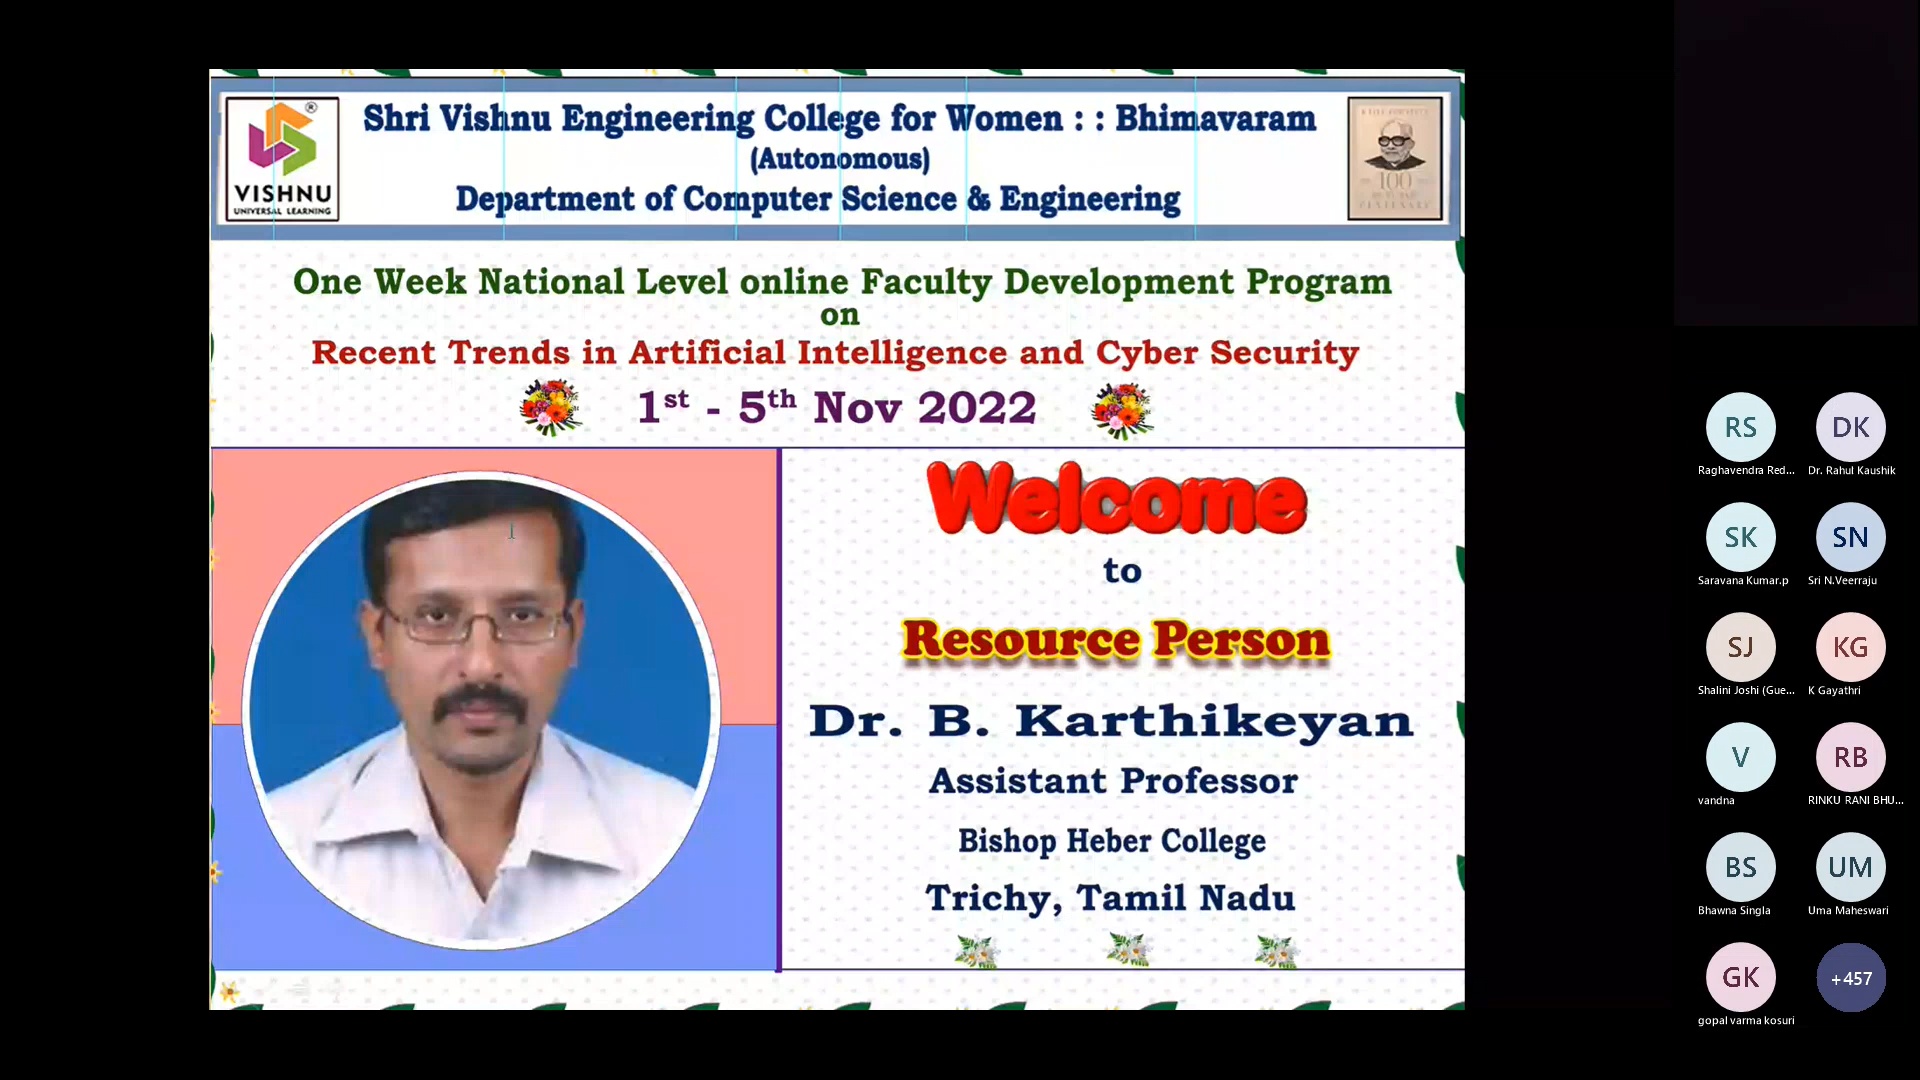 VISHNU
UNIVERSAL LEARNING
Shri Vishnu Engineering College for Women : : Bhimavaram
(Autonomous)
Department of Computer Science & Engineering
100
One Week National Level online Faculty Development Program
on
Recent Trends in Artificial Intelligence and Cyber Security
1st - 5th Nov 2022
Welcome
to
Resource Person
Dr. B. Karthikeyan
Assistant Professor
Bishop Heber College
Trichy, Tamil Nadu
RS
Raghavendra Red...
DK
Dr. Rahul Kaushik
SK
Saravana Kumar.p
SN
Sri N.Veerraju
SJ
Shalini Joshi (Gue...
KG
K Gayathri
V
vandna
RB
RINKU RANI BHU...
BS
Bhawna Singla
UM
Uma Maheswari
GK
gopal varma kosuri
+457